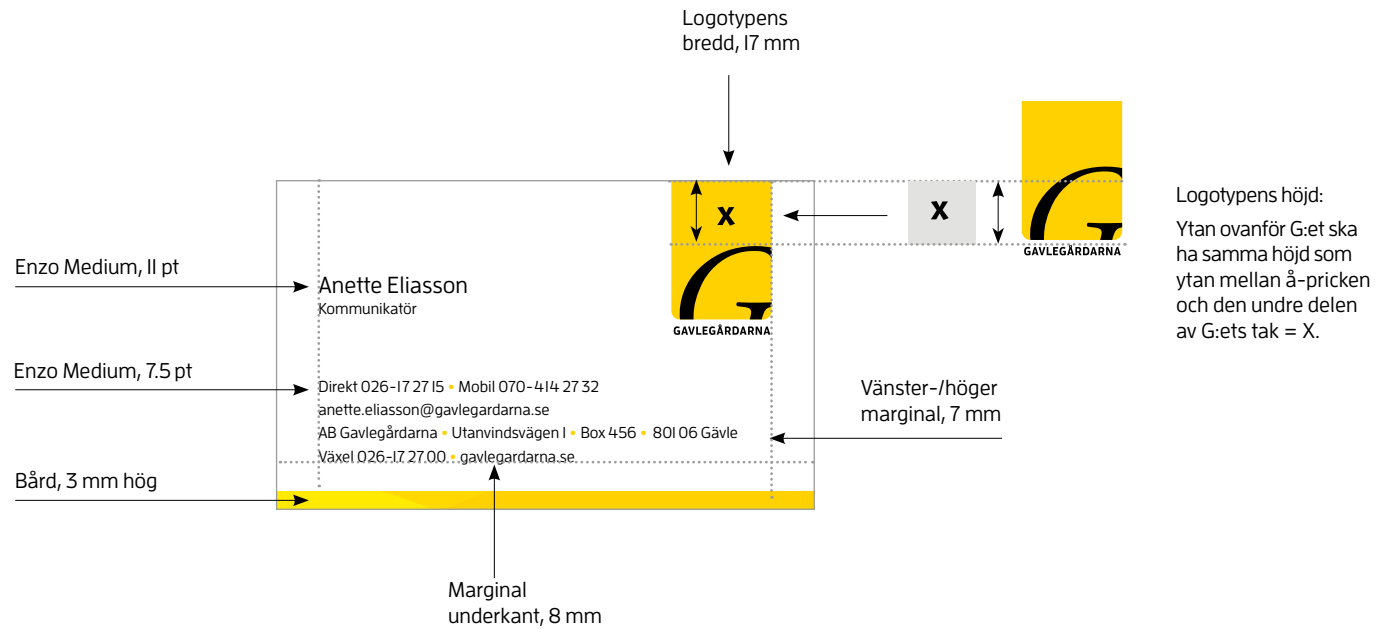 Logotypens
bredd, 17 mm
X
X
GAVLEGÅRDARNA
Logotypens höjd:
Ytan ovanför G:et ska
ha samma höjd som
ytan mellan å-pricken
och den undre delen
av G:ets tak = X.
Enzo Medium, 11 pt
Anette Eliasson
Kommunikatör
G
GAVLEGÅRDARNA
Enzo Medium, 7.5 pt
Direkt 026-17 27 15 • Mobil 070-414 27 32
anette.eliasson@gavlegardarna.se
AB Gavlegårdarna • Utanvindsvägen 1 • Box 456 • 801 06 Gävle
Växel 026-17 27 00 • gavlegardarna.se
Vänster-/höger
marginal, 7 mm
Bård, 3 mm hög
Marginal
underkant, 8 mm